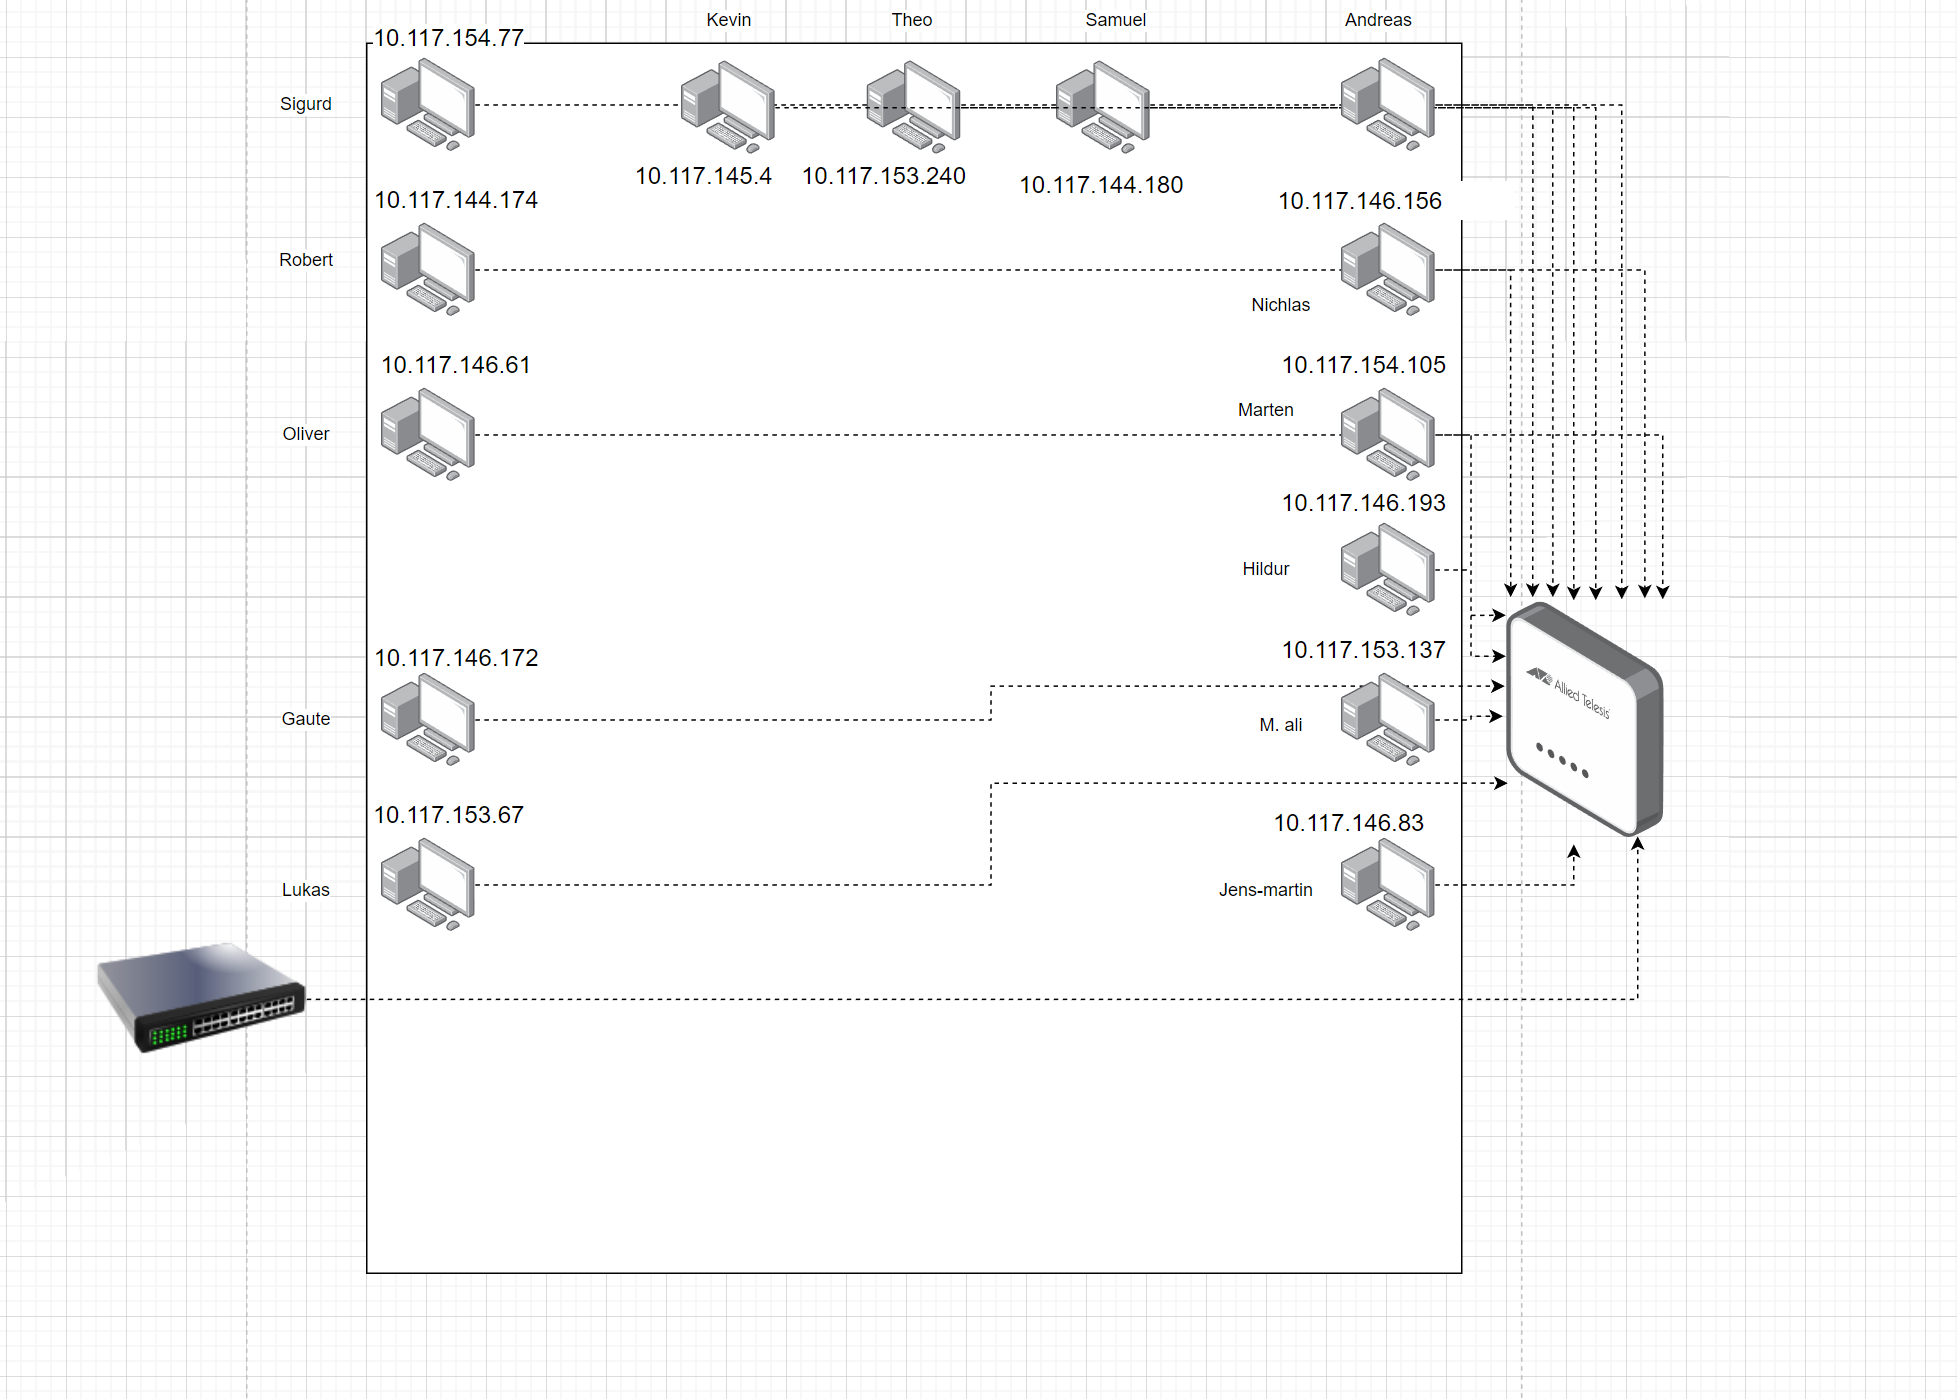 Kevin
Theo
Samuel
Andreas
10.117.154.77
Sigurd
10.117.145.4
10.117.153.240
10.117.144.180
10.117.144.174
10.117.146.156
Robert
Nichlas
10.117.146.61
10.117.154.105
Marten
Oliver
10.117.146.193
Hildur
10.117.153.137
10.117.146.172
Allied Telesis
Gaute
M. ali
10.117.153.67
10.117.146.83
Lukas
Jens-martin